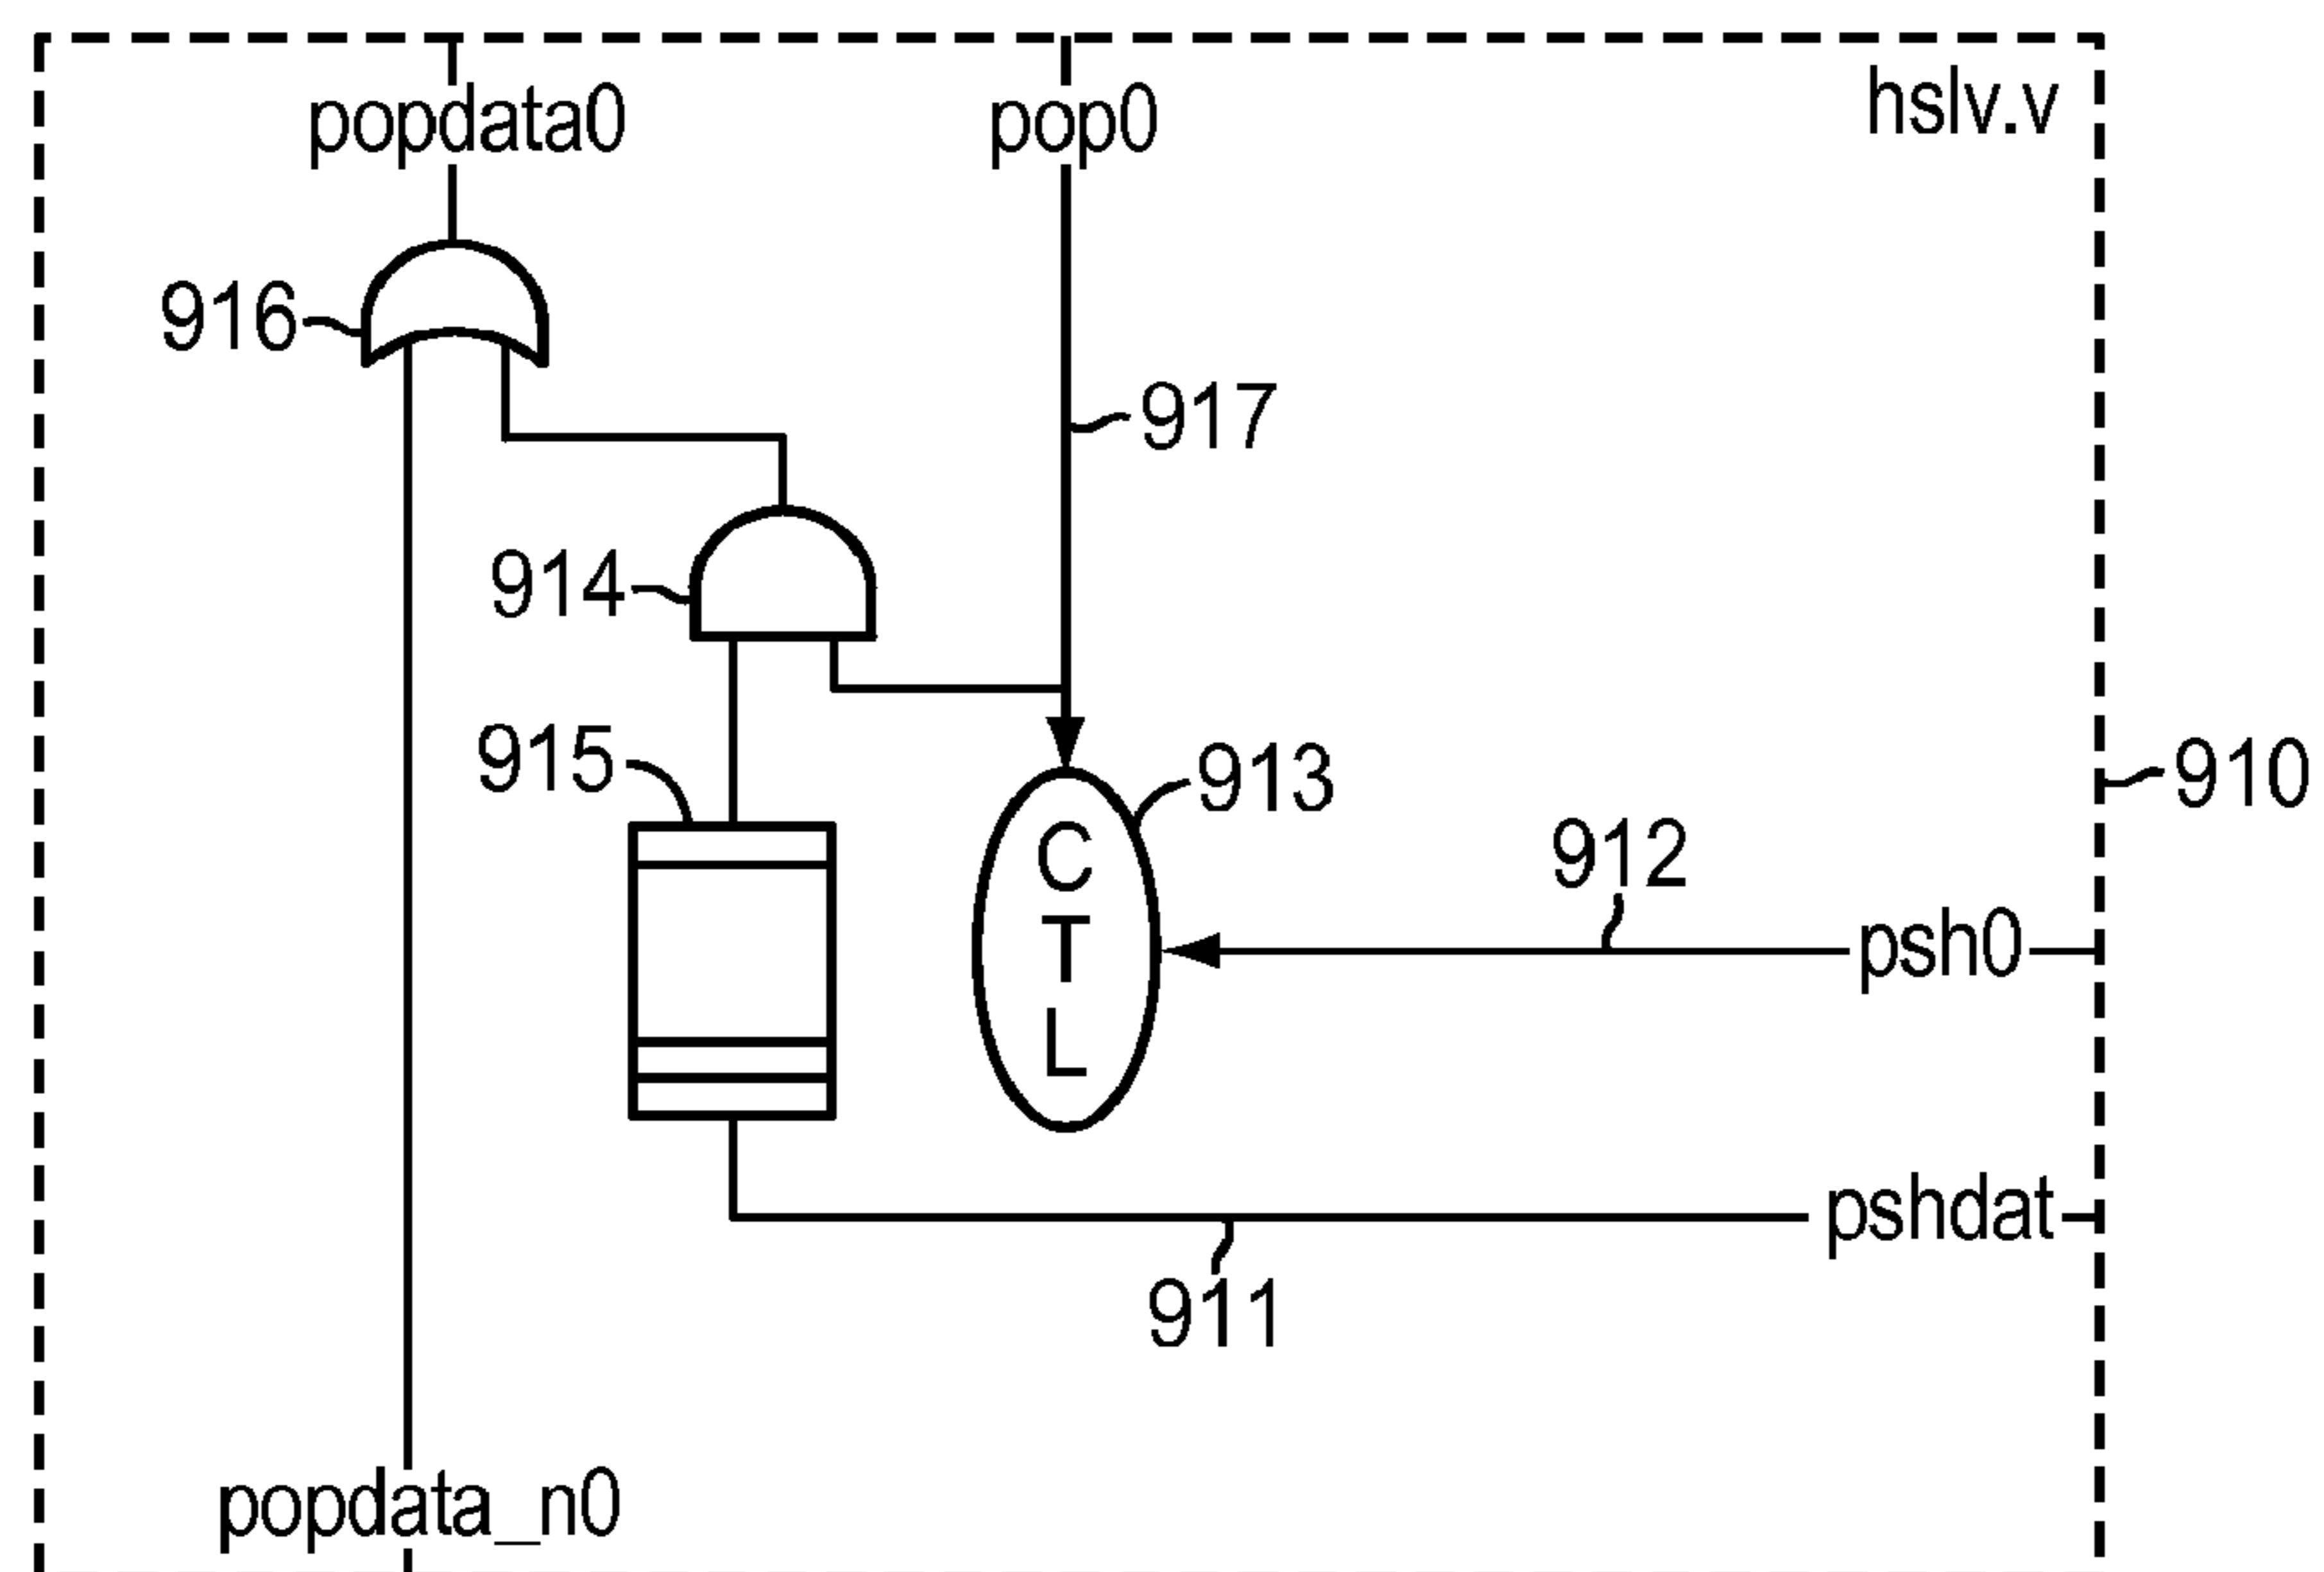 popdata0
pop0
hslv.v
916
917
914
915
913
910
C
T
L
912
psh0
pshdat
911
popdata_n0